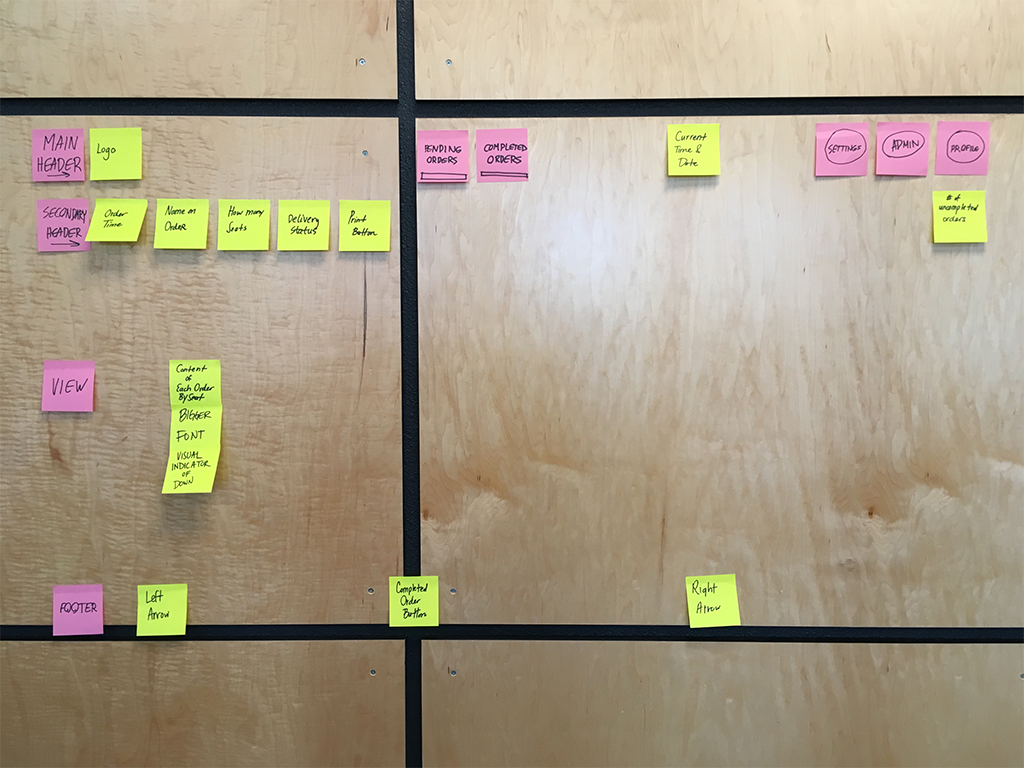 MAIN
HEADER
Logo
PENDING
ORDERS
COMPLETED
ORDERS
Current
Time &
Date
SETTINGS
ADMIN
PROFILE
SECONDARY
HEADER
Order
Time
Name on
Order
How many
Seats
Delivery
Status
Print
Button
# of
uncompleted
orders
VIEW
Content
of
Each Order
By Seat
BIGGER
FONT
VISUAL
INDICATOR
OF
DOWN
FOOTER
Left
Arrow
Completed
Order
Button
Right
Arrow